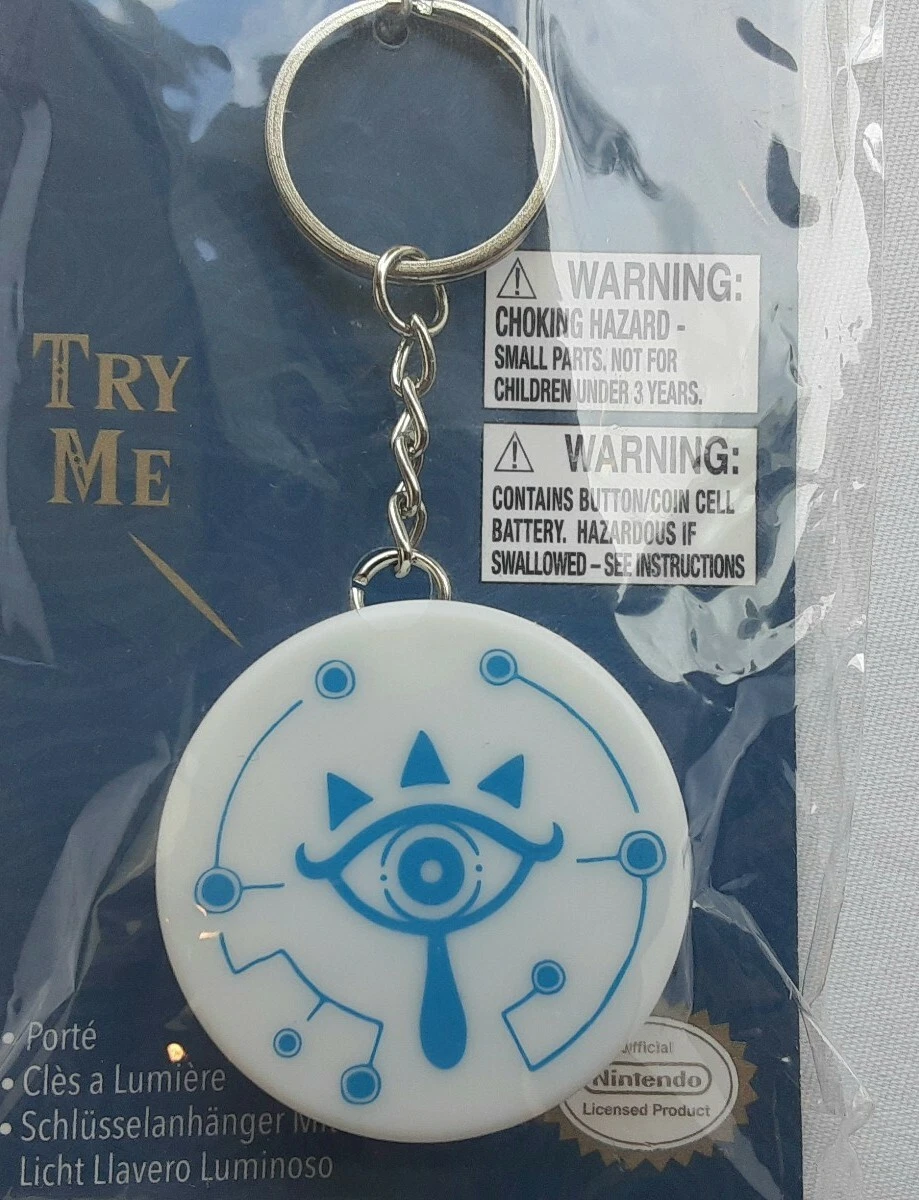 WARNING:
CHOKING HAZARD -
SMALL PARTS. NOT FOR
CHILDREN UNDER 3 YEARS.
TRY
ME
WARNING:
CONTAINS BUTTON/COIN CELL
BATTERY. HAZARDOUS IF
SWALLOWED – SEE INSTRUCTIONS
• Porté
• Clès a Lumière
• Schlüsselanhänger
Licht Llavero Luminoso
Official
Nintendo
Licensed Product